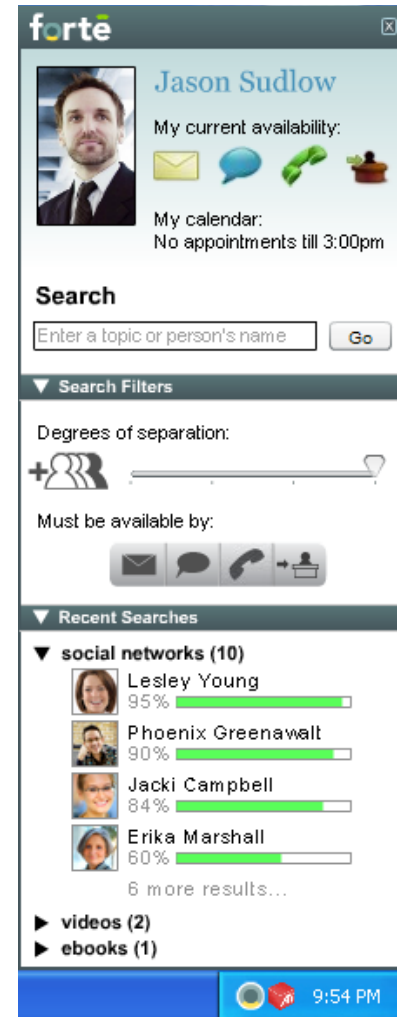 fortē
Jason Sudlow
My current availability:
My calendar:
No appointments till 3:00pm
Search
Enter a topic or person's name
Go
Search Filters
Degrees of separation:
Must be available by:
Recent Searches
social networks (10)
Lesley Young
95%
Phoenix Greenawalt
90%
Jacki Campbell
84%
Erika Marshall
60%
6 more results...
videos (2)
ebooks (1)
9:54 PM